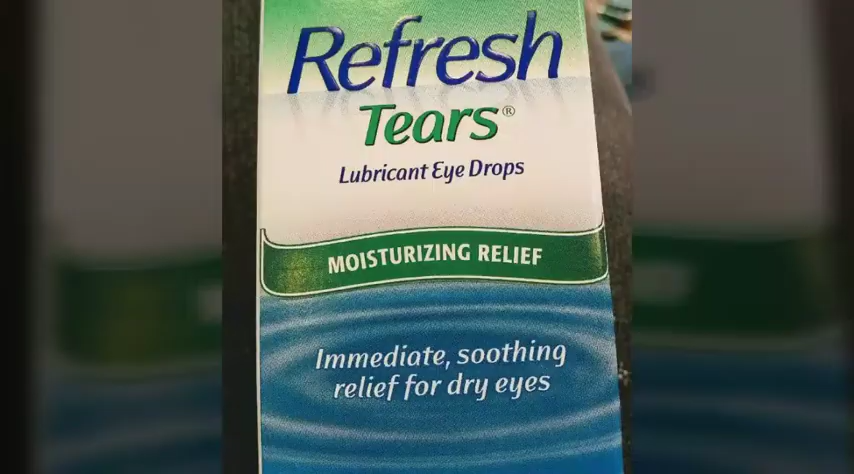 Refresh
Tears®
Lubricant Eye Drops
MOISTURIZING RELIEF
Immediate, soothing
relief for dry eyes